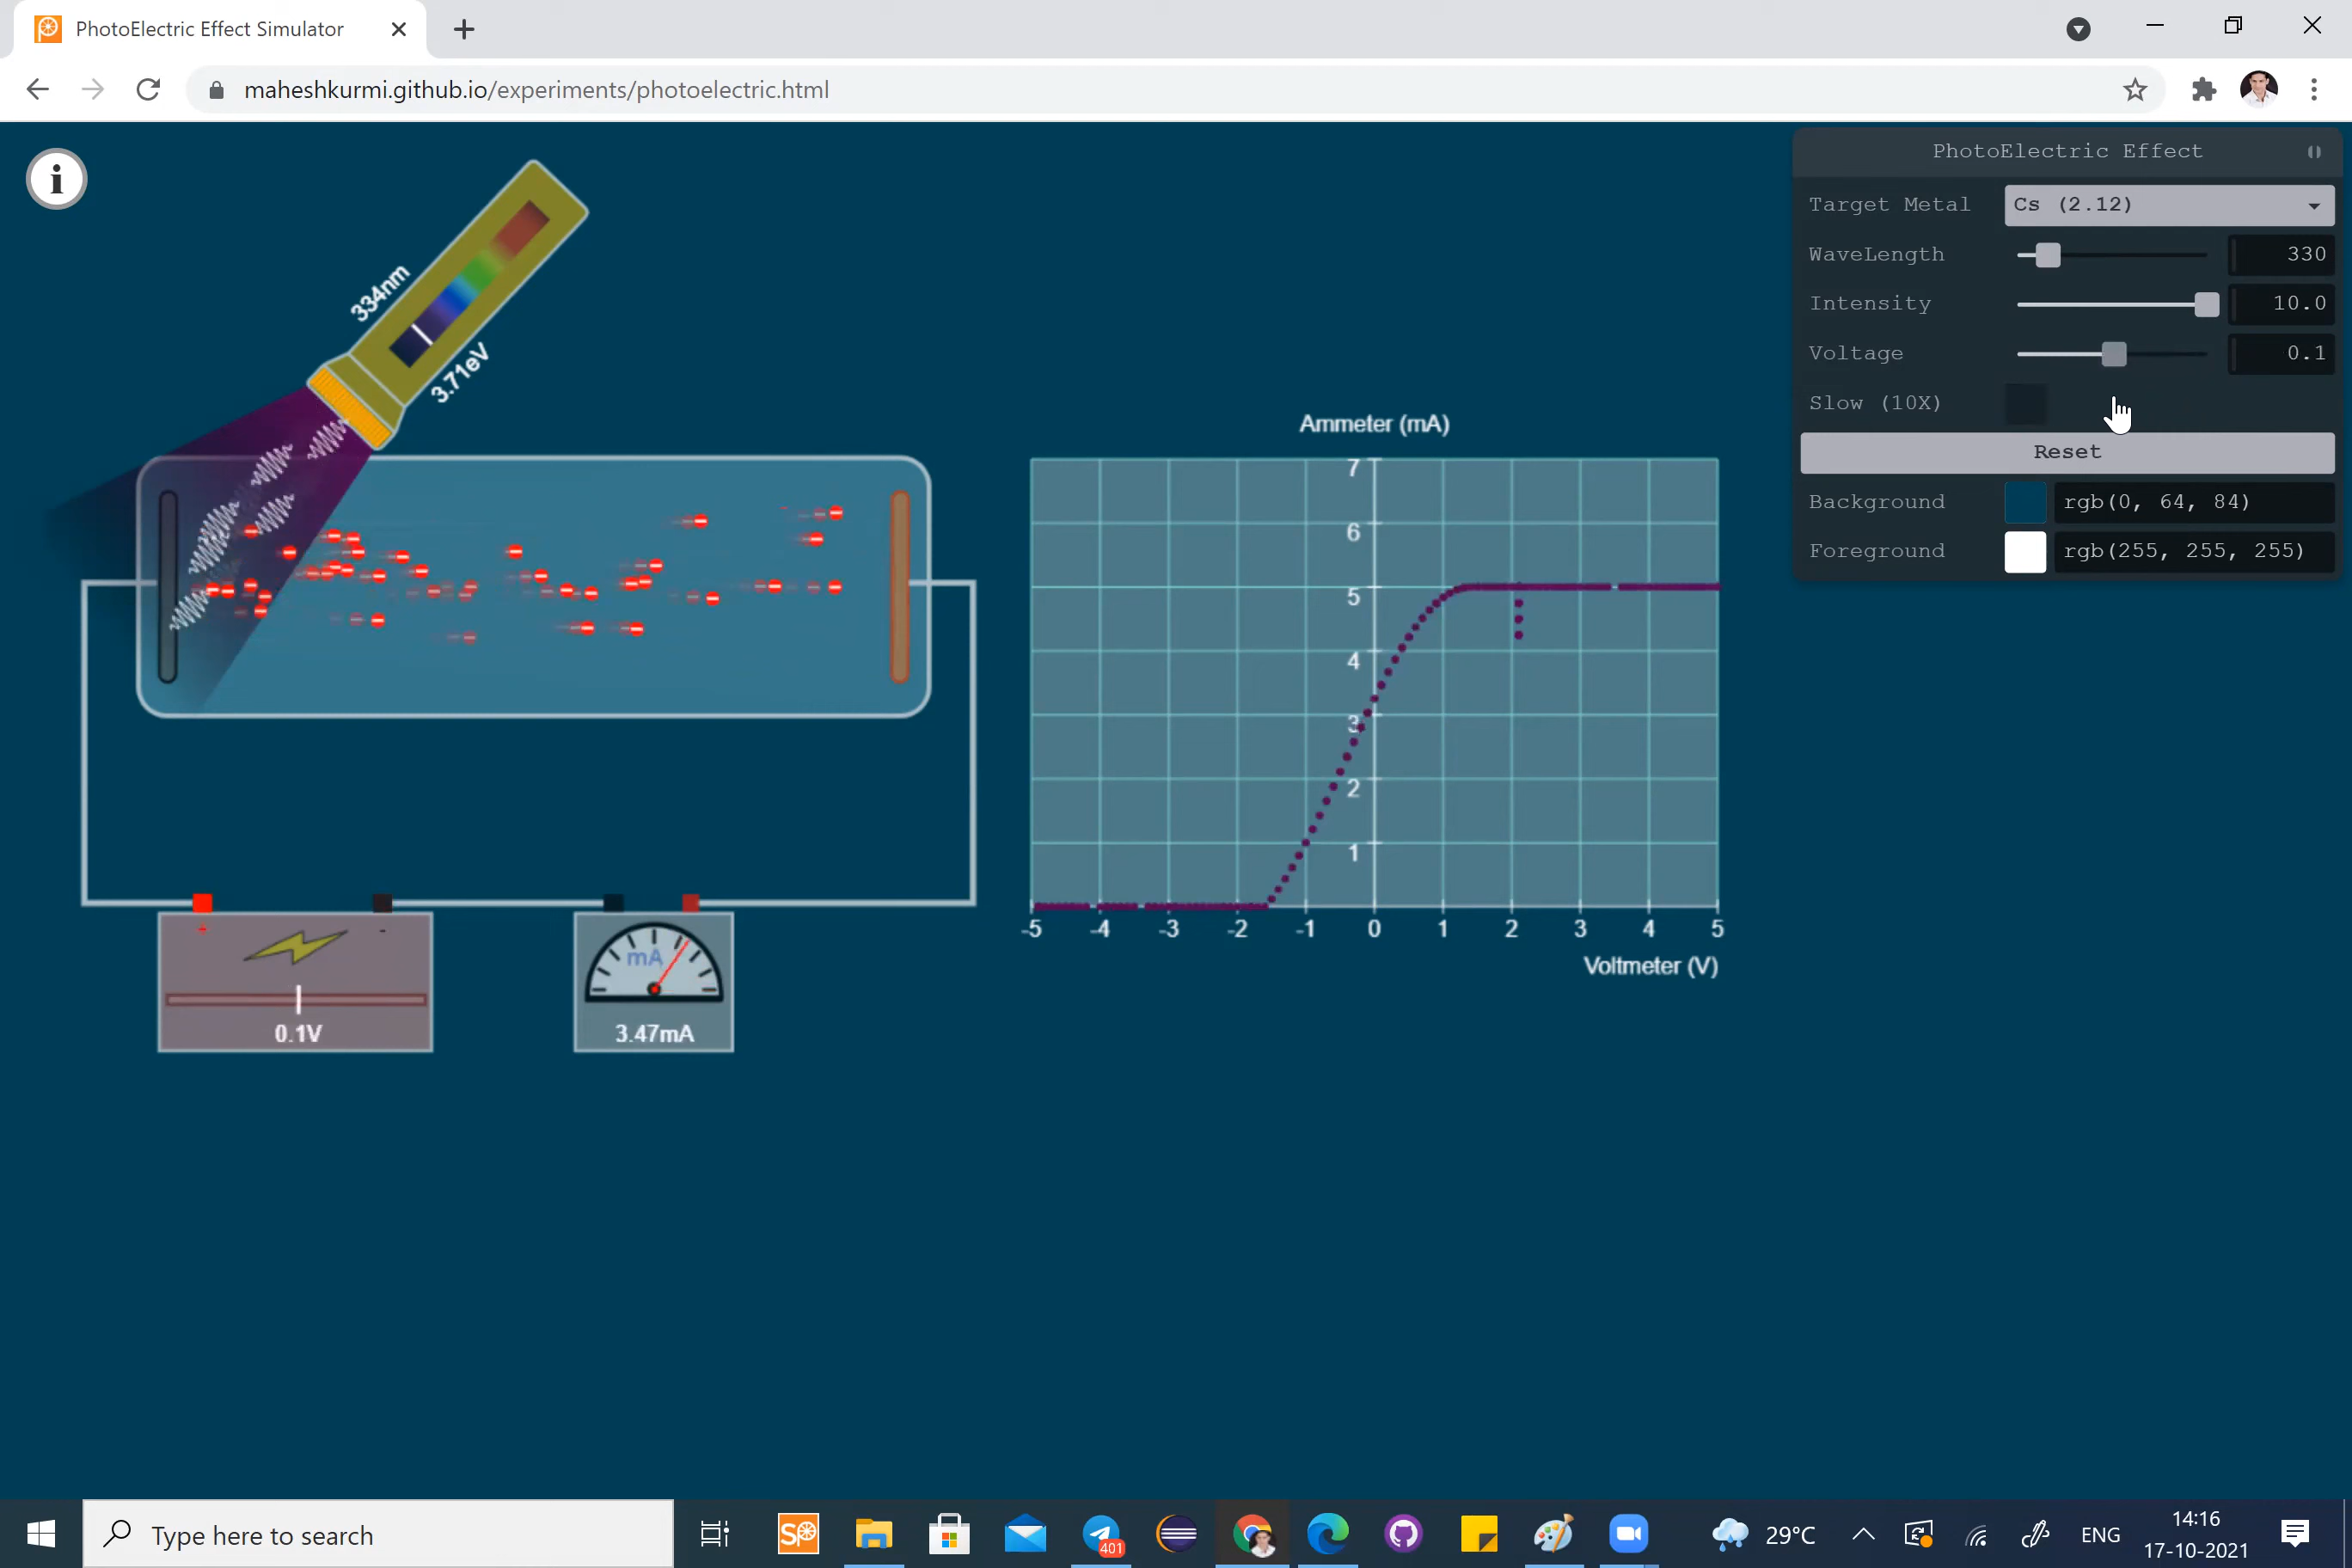 PhotoElectric Effect Simulator
maheshkurmi.github.io/experiments/photoelectric.html
i
334nm
3.71eV
PhotoElectric Effect
Target Metal Cs (2.12)
WaveLength 330
Intensity 10.0
Voltage 0.1
Slow (10X)
Reset
Background rgb(0, 64, 84)
Foreground rgb(255, 255, 255)
Ammeter (mA)
7
6
5
4
3
2
1
-5 -4 -3 -2 -1 0 1 2 3 4 5
Voltmeter (V)
+ -
0.1V
mA
3.47mA
Type here to search
SP
401
29°C
ENG
14:16
17-10-2021